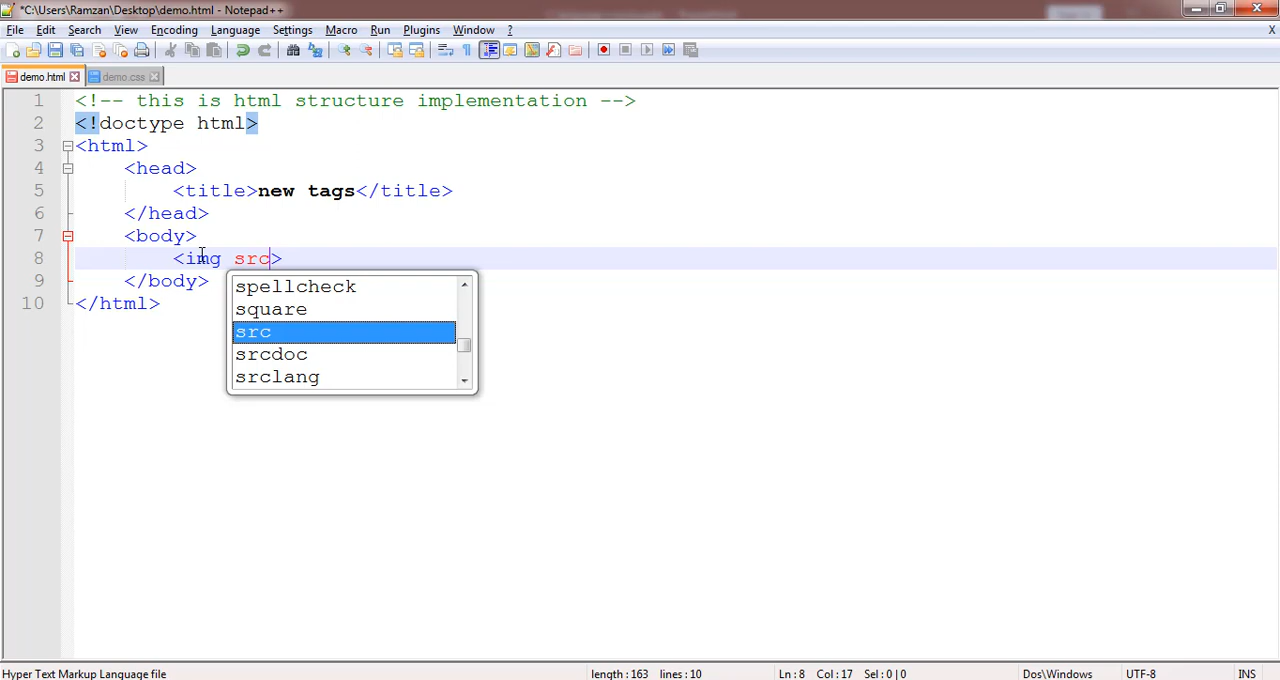 *C:\Users\Ramzan\Desktop\demo.html - Notepad++
File Edit Search View Encoding Language Settings Macro Run Plugins Window ? X
demo.html demo.css
1 <!-- this is html structure implementation -->
2 <!doctype html>
3 <html>
4 <head>
5 <title>new tags</title>
6 </head>
7 <body>
8 <img src>
9 </body>
10 </html>
spellcheck
square
src
srcdoc
srclang
Hyper Text Markup Language file length : 163 lines : 10 Ln : 8 Col : 17 Sel : 0 | 0 Dos\Windows UTF-8 INS